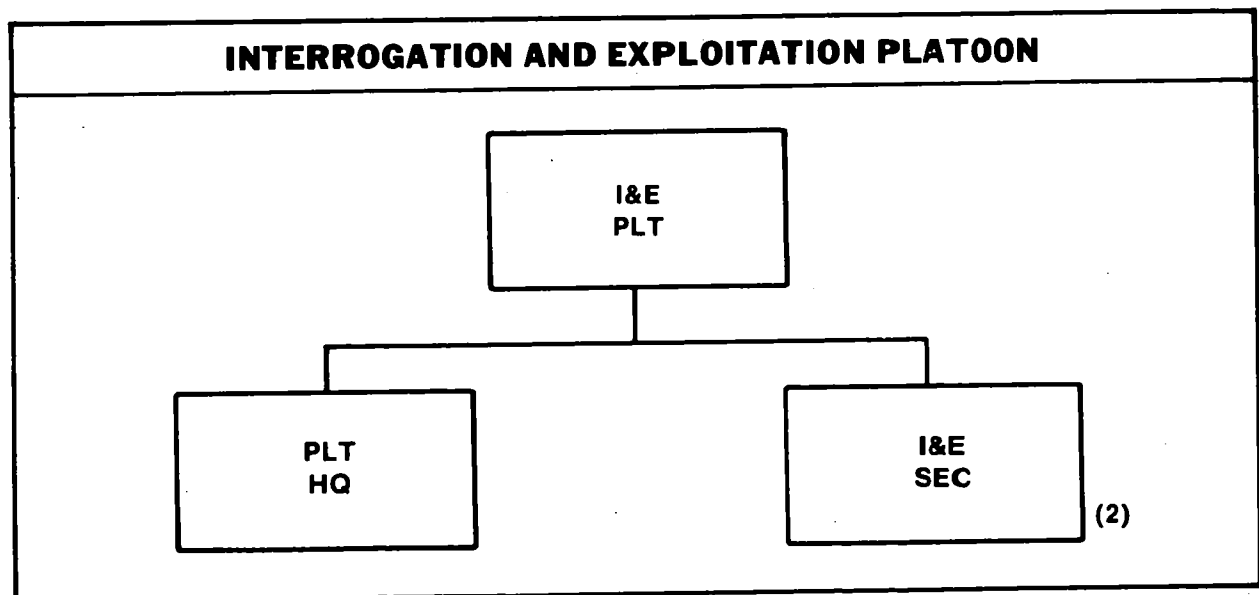 INTERROGATION AND EXPLOITATION PLATOON
I&E
PLT
PLT
HQ
I&E
SEC
(2)